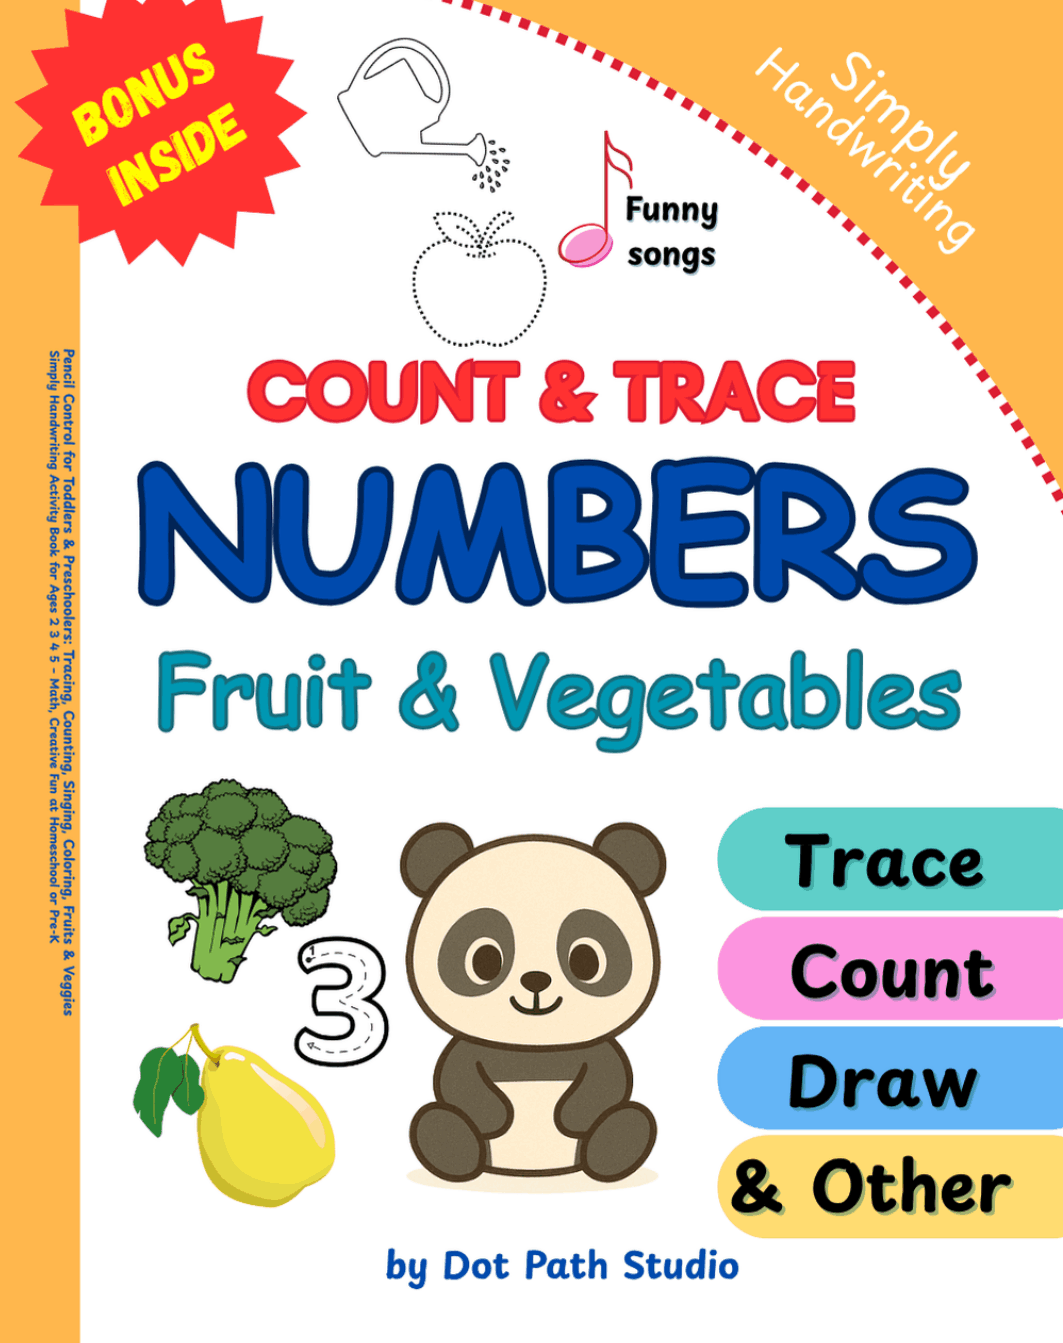 BONUS
INSIDE
Simply
Handwriting
Funny
songs
COUNT & TRACE
NUMBERS
Fruit & Vegetables
Pencil Control for Toddlers & Preschoolers: Tracing, Counting, Singing, Coloring, Fruits & Veggies
Simply Handwriting Activity Book for Ages 2 3 4 5 - Math, Creative Fun at Homeschool or Pre-K
1
3
Trace
Count
Draw
& Other
by Dot Path Studio